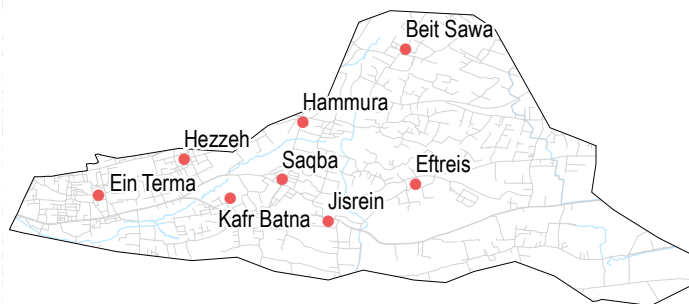 Beit Sawa
Hammura
Hezzeh
Saqba
Eftreis
Ein Terma
Jisrein
Kafr Batna